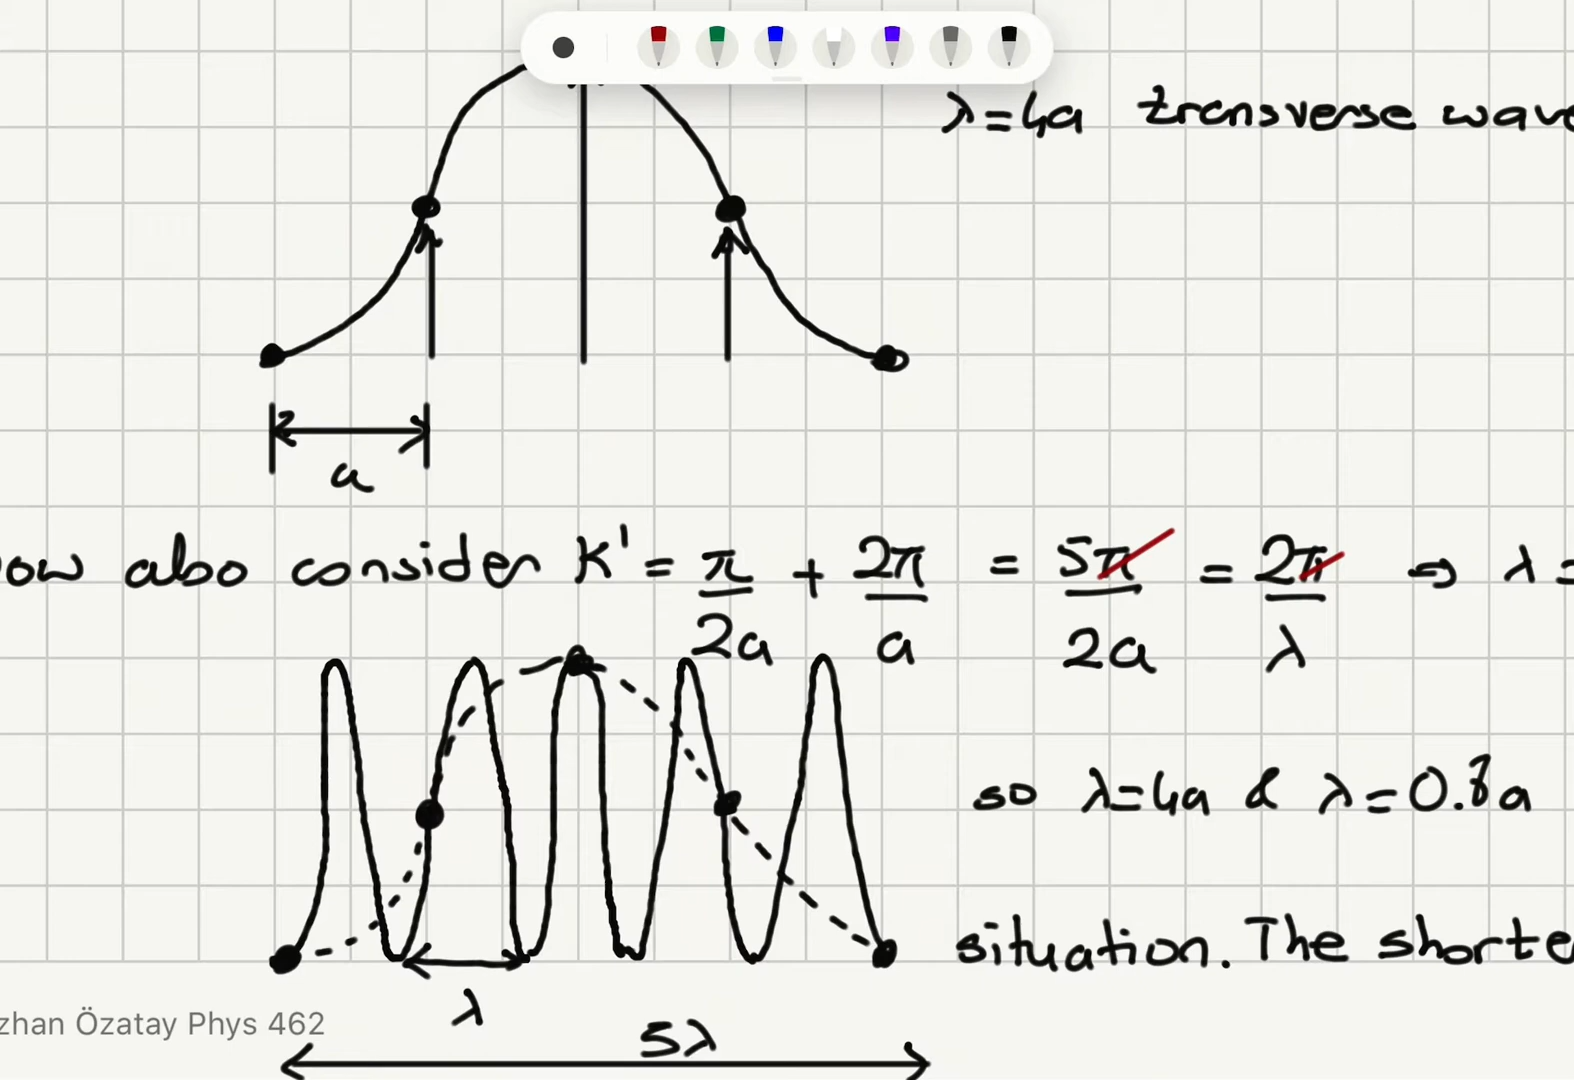 λ=4a transverse wave
a
ow also consider K' = π/2a + 2π/a = 5π/2a = 2π/λ ⇒ λ =
so λ=4a & λ=0.8a
situation. The shorte
λ
zhan Özatay Phys 462
5λ